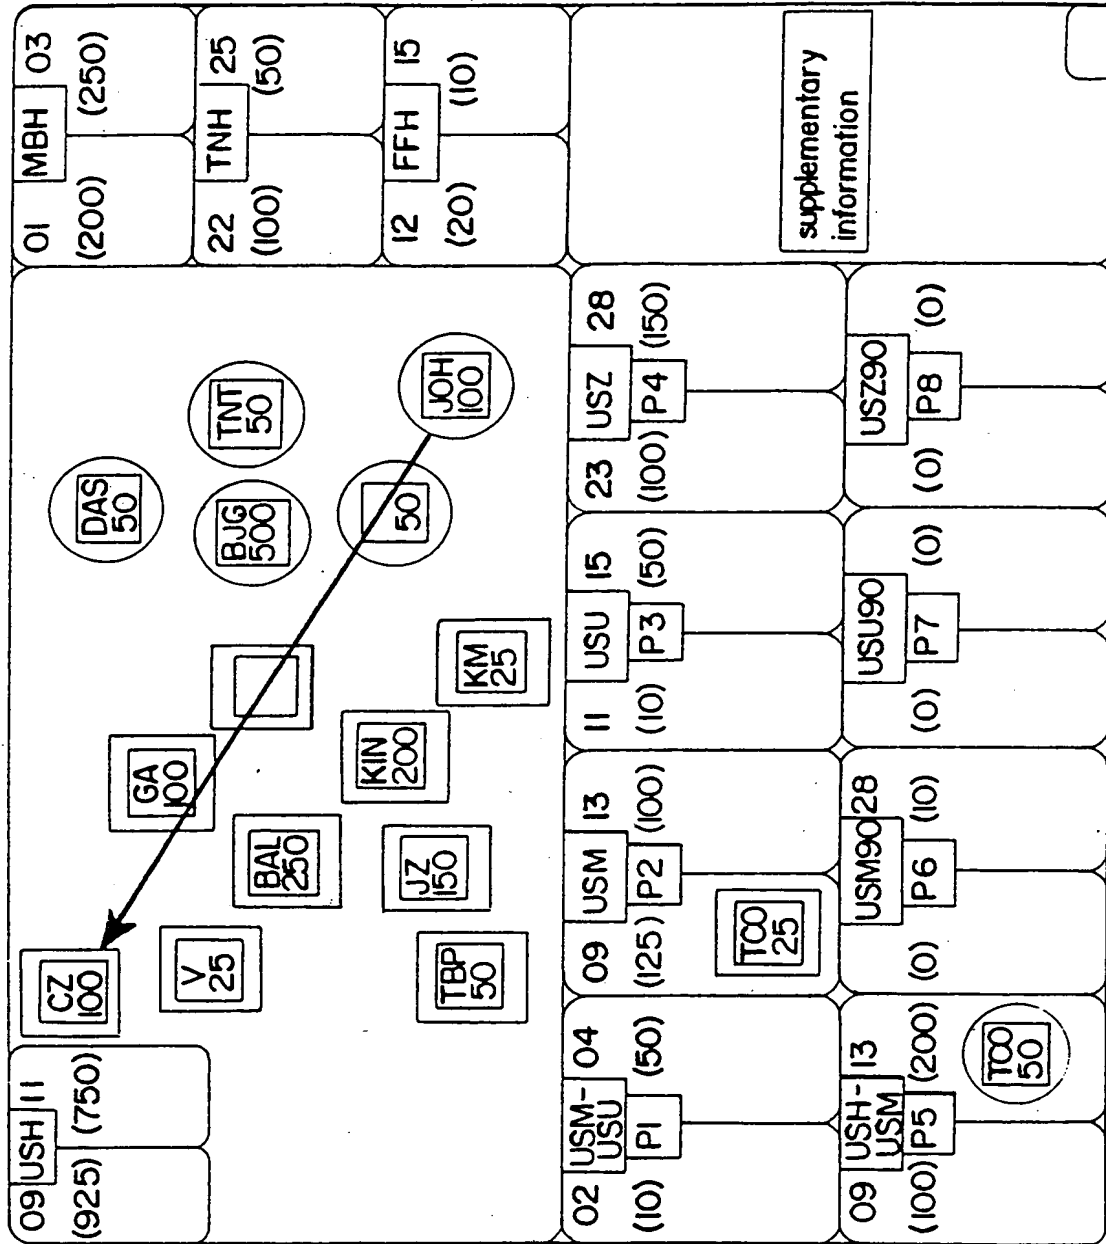 09 USH 11
(925) (750)
CZ
100
V
25
GA
100
BAL
250
TBP
50
JZ
150
KIN
200
KM
25
DAS
50
BJG
500
TNT
50
50
JOH
100
01 MBH 03
(200) (250)
22 TNH 25
(100) (50)
12 FFH 15
(20) (10)
02 USM-
USU 04
(10) P1 (50)
09 USM 13
(125) P2 (100)
TCO
25
11 USU 15
(10) P3 (50)
23 USZ 28
(100) P4 (150)
09 USH-
USM 13
(100) P5 (200)
TCO
50
USM90 28
(0) P6 (10)
USU90
(0) P7 (0)
USZ90
(0) P8 (0)
supplementary
information